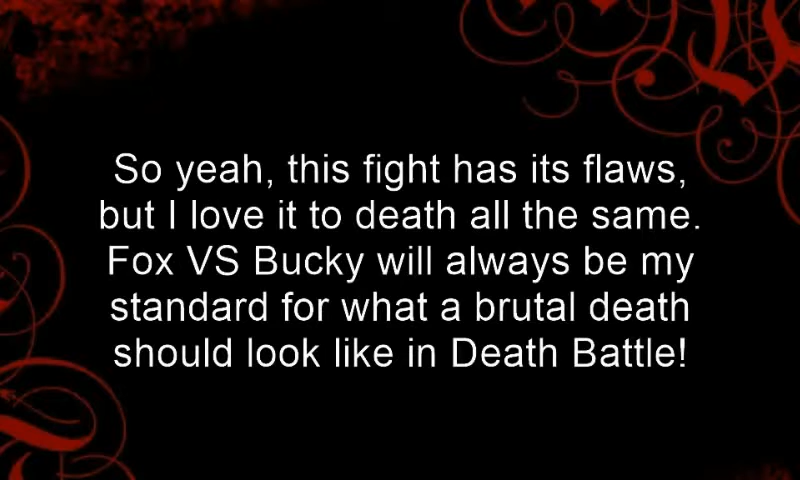 So yeah, this fight has its flaws,
but I love it to death all the same.
Fox VS Bucky will always be my
standard for what a brutal death
should look like in Death Battle!